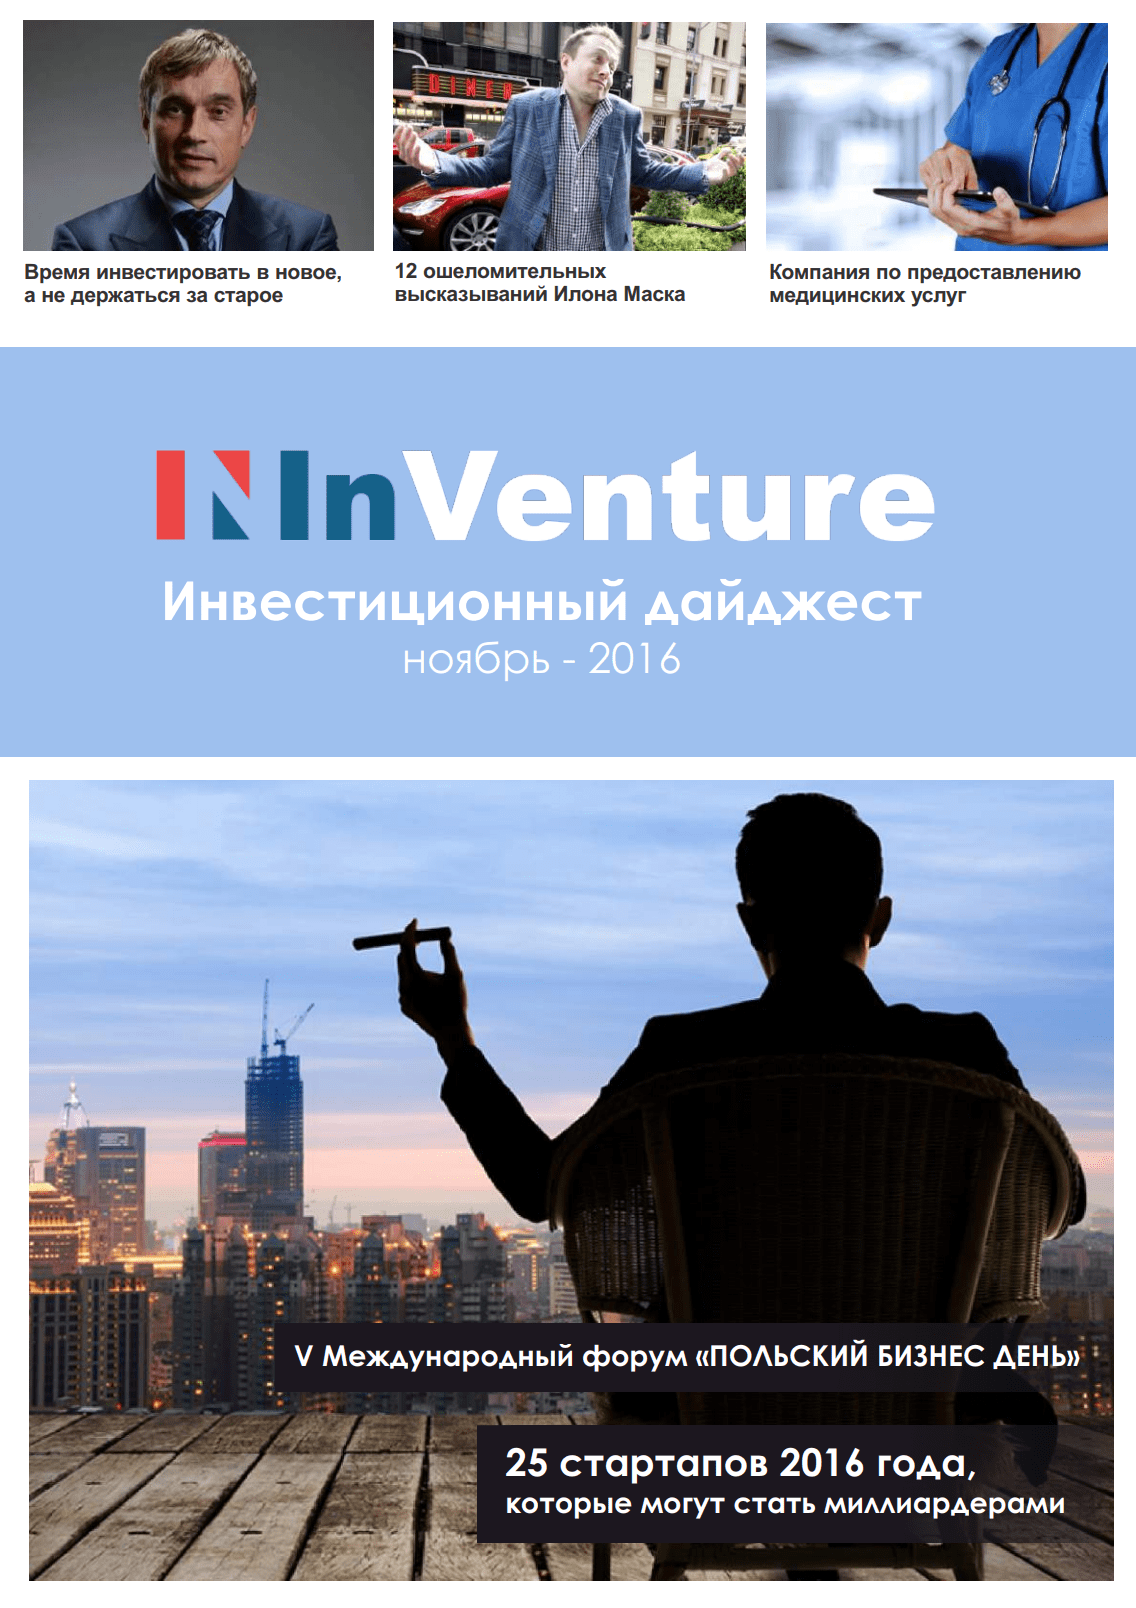 DINER
Время инвестировать в новое,
а не держаться за старое
12 ошеломительных
высказываний Илона Маска
Компания по предоставлению
медицинских услуг
InVenture
Инвестиционный дайджест
ноябрь - 2016
V Международный форум «ПОЛЬСКИЙ БИЗНЕС ДЕНЬ»
25 стартапов 2016 года,
которые могут стать миллиардерами